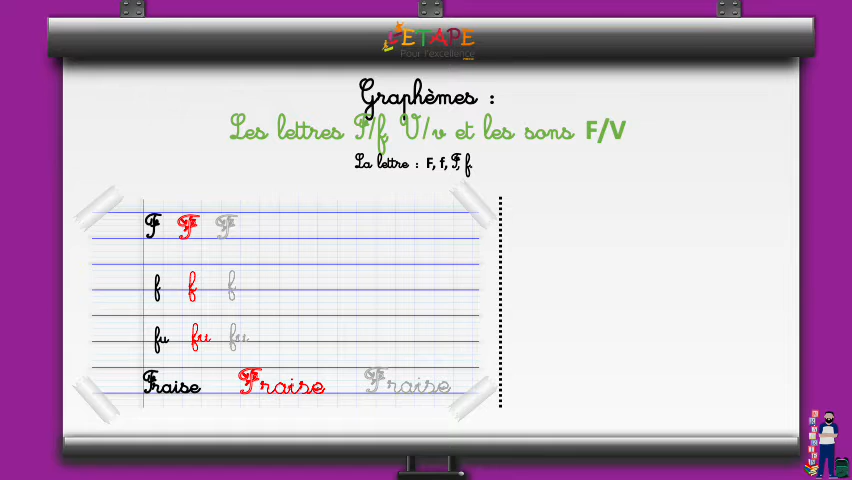 ETAPE
Pour l'excellence
Graphèmes :
Les lettres F/f, V/v et les sons F/V
La lettre : F, f, F, f
F F F
f f f
fu fu fu
Fraise Fraise Fraise